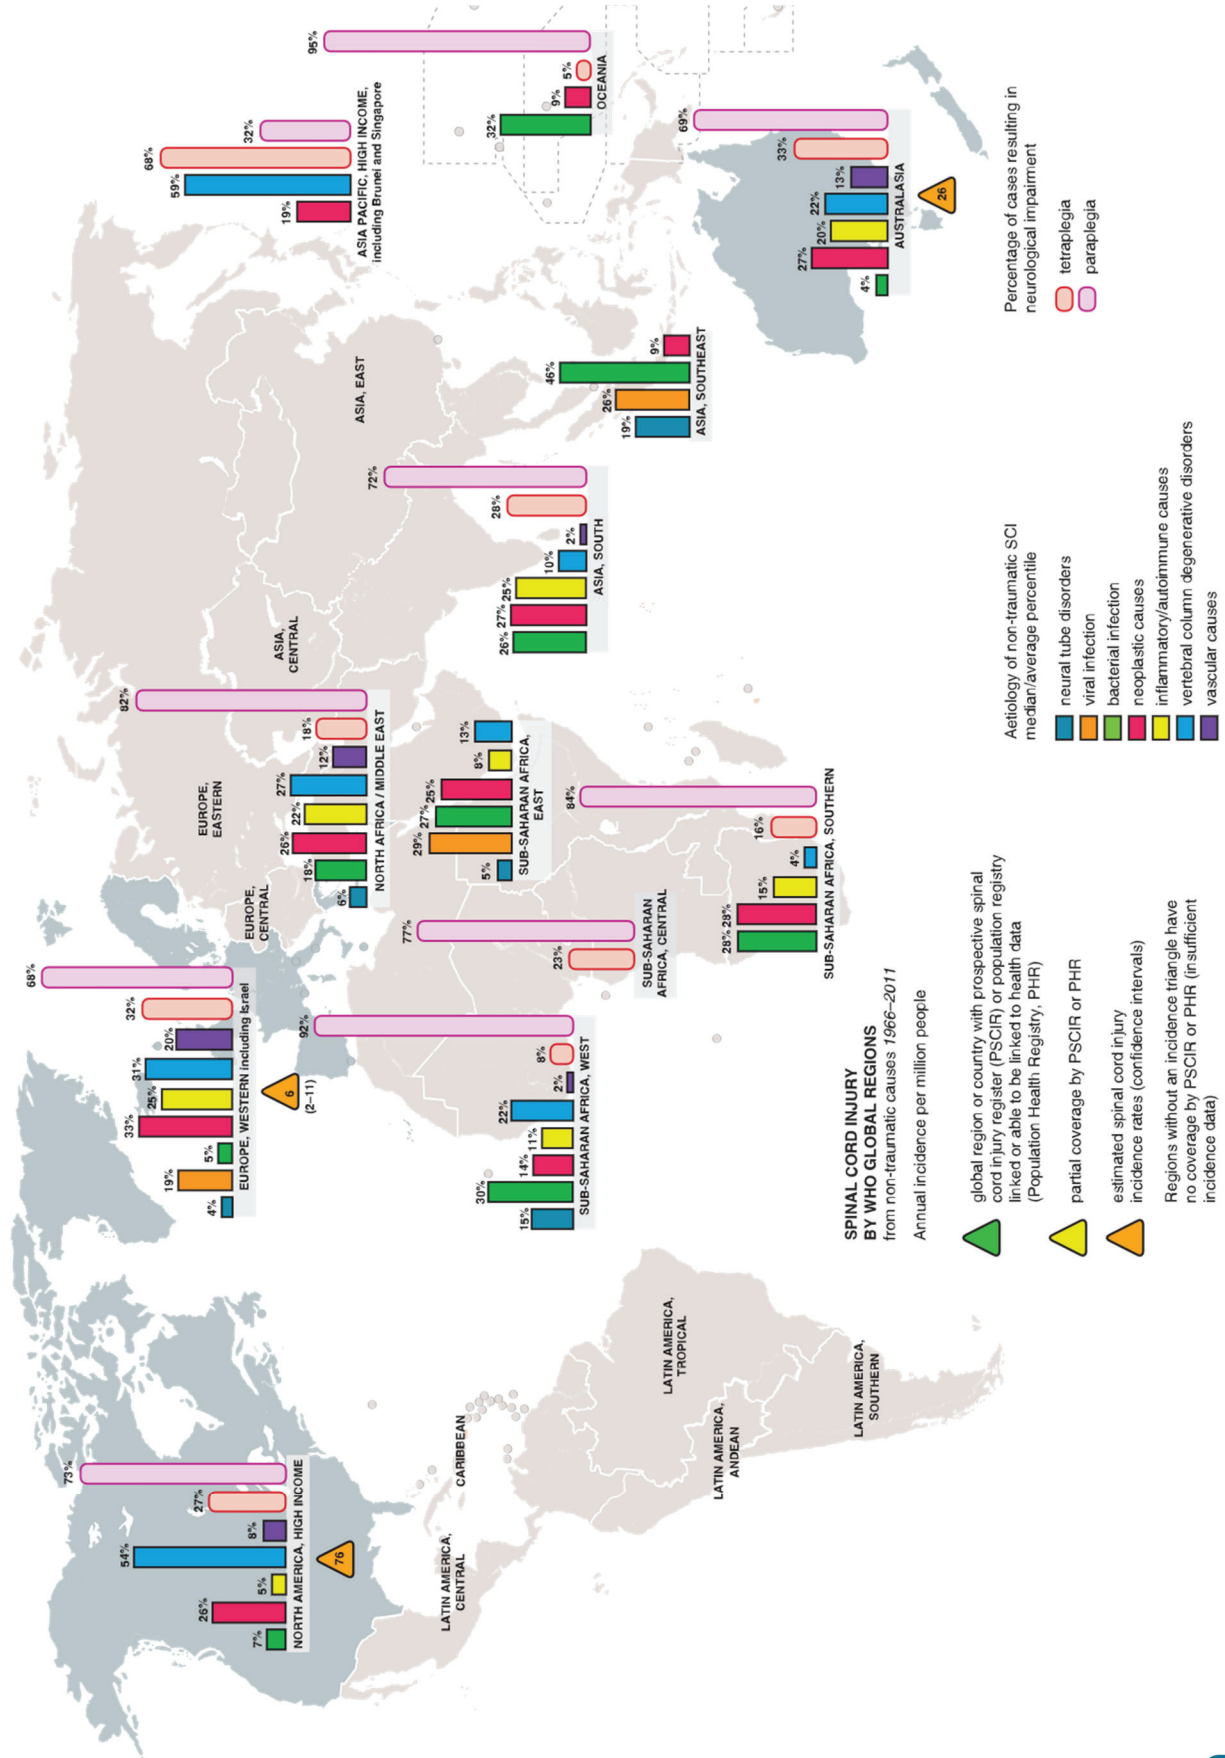 73%
27%
8%
54%
5%
26%
7%
NORTH AMERICA, HIGH INCOME
76
LATIN AMERICA,
CENTRAL
CARIBBEAN
LATIN AMERICA,
TROPICAL
LATIN AMERICA,
ANDEAN
LATIN AMERICA,
SOUTHERN
68%
32%
20%
31%
25%
33%
5%
19%
4%
EUROPE, WESTERN including Israel
6
(2–11)
EUROPE,
CENTRAL
EUROPE,
EASTERN
82%
18%
12%
27%
22%
26%
18%
6%
NORTH AFRICA / MIDDLE EAST
92%
8%
2%
22%
11%
14%
30%
15%
SUB-SAHARAN AFRICA, WEST
77%
23%
SUB-SAHARAN
AFRICA, CENTRAL
13%
8%
25%
27%
29%
5%
SUB-SAHARAN AFRICA,
EAST
84%
16%
4%
15%
28%
28%
SUB-SAHARAN AFRICA, SOUTHERN
ASIA,
CENTRAL
ASIA, EAST
72%
28%
2%
10%
25%
27%
26%
ASIA, SOUTH
9%
46%
26%
19%
ASIA, SOUTHEAST
32%
68%
59%
19%
ASIA PACIFIC, HIGH INCOME,
including Brunei and Singapore
95%
5%
9%
32%
OCEANIA
69%
33%
13%
22%
20%
27%
4%
AUSTRALASIA
26
SPINAL CORD INJURY
BY WHO GLOBAL REGIONS
from non-traumatic causes 1966–2011
Annual incidence per million people
global region or country with prospective spinal
cord injury register (PSCIR) or population registry
linked or able to be linked to health data
(Population Health Registry, PHR)
partial coverage by PSCIR or PHR
estimated spinal cord injury
incidence rates (confidence intervals)
Regions without an incidence triangle have
no coverage by PSCIR or PHR (insufficient
incidence data)
Aetiology of non-traumatic SCI
median/average percentile
neural tube disorders
viral infection
bacterial infection
neoplastic causes
inflammatory/autoimmune causes
vertebral column degenerative disorders
vascular causes
Percentage of cases resulting in
neurological impairment
tetraplegia
paraplegia